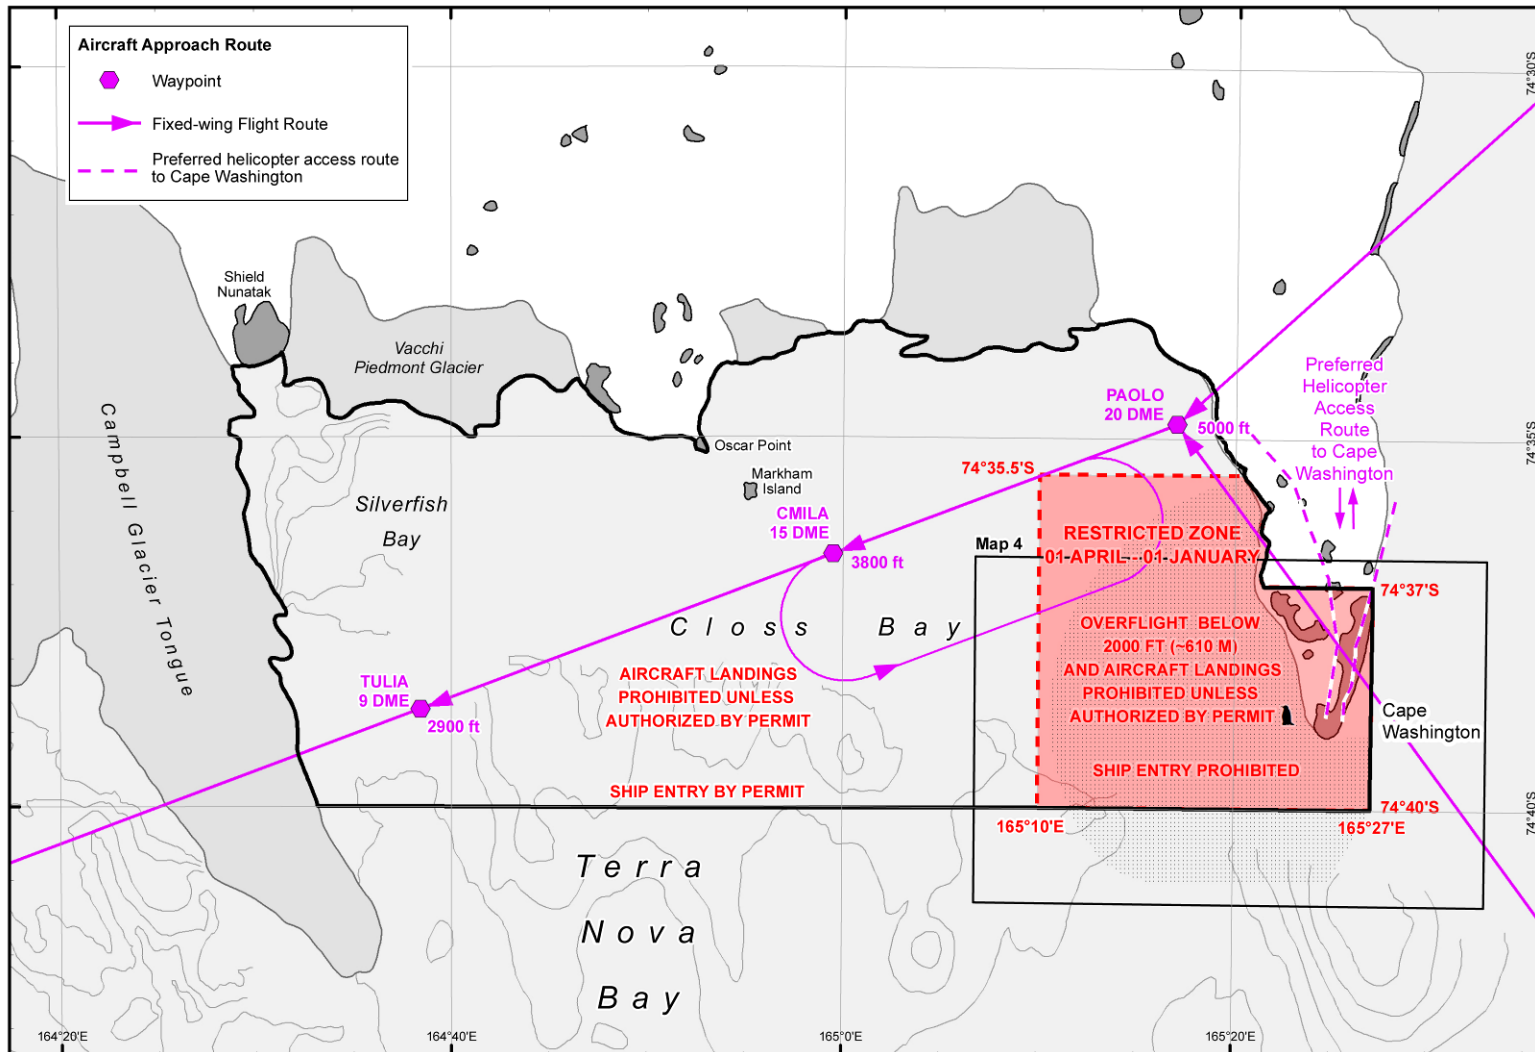 Aircraft Approach Route
Waypoint
Fixed-wing Flight Route
Preferred helicopter access route
to Cape Washington
74°30'S
Shield
Nunatak
Vacchi
Piedmont Glacier
Campbell Glacier Tongue
Silverfish
Bay
Oscar Point
Markham
Island
PAOLO
20 DME
5000 ft
Preferred
Helicopter
Access
Route
to Cape
Washington
74°35'S
74°35.5'S
CMILA
15 DME
3800 ft
Map 4
RESTRICTED ZONE
01 APRIL - 01 JANUARY
74°37'S
Closs Bay
OVERFLIGHT BELOW
2000 FT (~610 M)
AND AIRCRAFT LANDINGS
PROHIBITED UNLESS
AUTHORIZED BY PERMIT
SHIP ENTRY PROHIBITED
AIRCRAFT LANDINGS
PROHIBITED UNLESS
AUTHORIZED BY PERMIT
SHIP ENTRY BY PERMIT
TULIA
9 DME
2900 ft
Cape
Washington
74°40'S
74°40'S
165°10'E
165°27'E
Terra
Nova
Bay
164°20'E
164°40'E
165°0'E
165°20'E